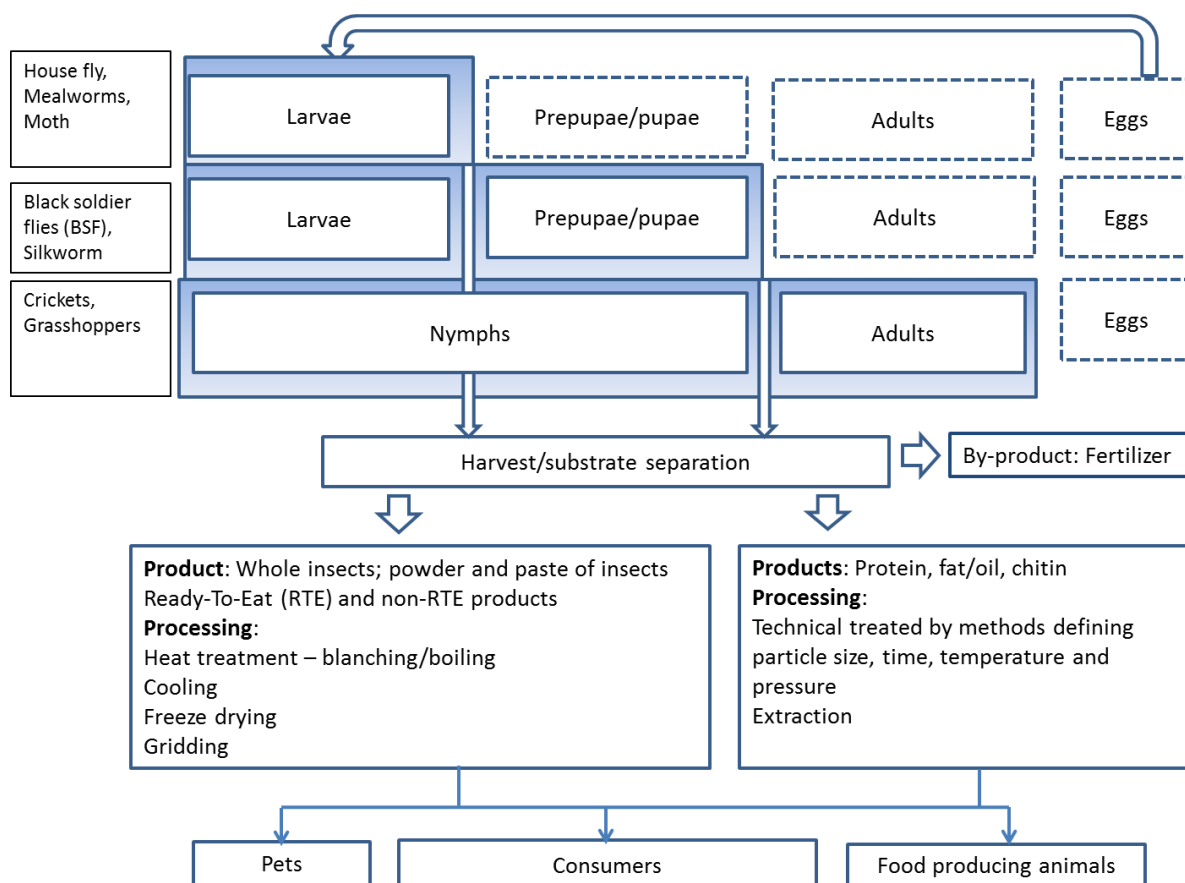 House fly,
Mealworms,
Moth
Larvae
Prepupae/pupae
Adults
Eggs
Black soldier
flies (BSF),
Silkworm
Larvae
Prepupae/pupae
Adults
Eggs
Crickets,
Grasshoppers
Nymphs
Adults
Eggs
Harvest/substrate separation
By-product: Fertilizer
Product: Whole insects; powder and paste of insects
Ready-To-Eat (RTE) and non-RTE products
Processing:
Heat treatment – blanching/boiling
Cooling
Freeze drying
Gridding
Products: Protein, fat/oil, chitin
Processing:
Technical treated by methods defining
particle size, time, temperature and
pressure
Extraction
Pets
Consumers
Food producing animals